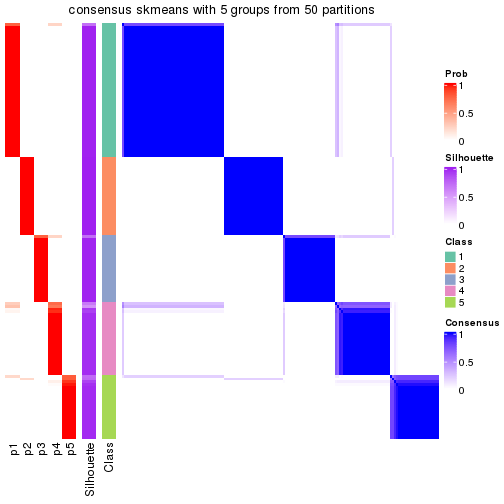 consensus skmeans with 5 groups from 50 partitions
Prob
1
0.5
0
Silhouette
1
0.5
0
Class
1
2
3
4
5
Consensus
1
0.5
0
p1
p2
p3
p4
p5
Silhouette
Class